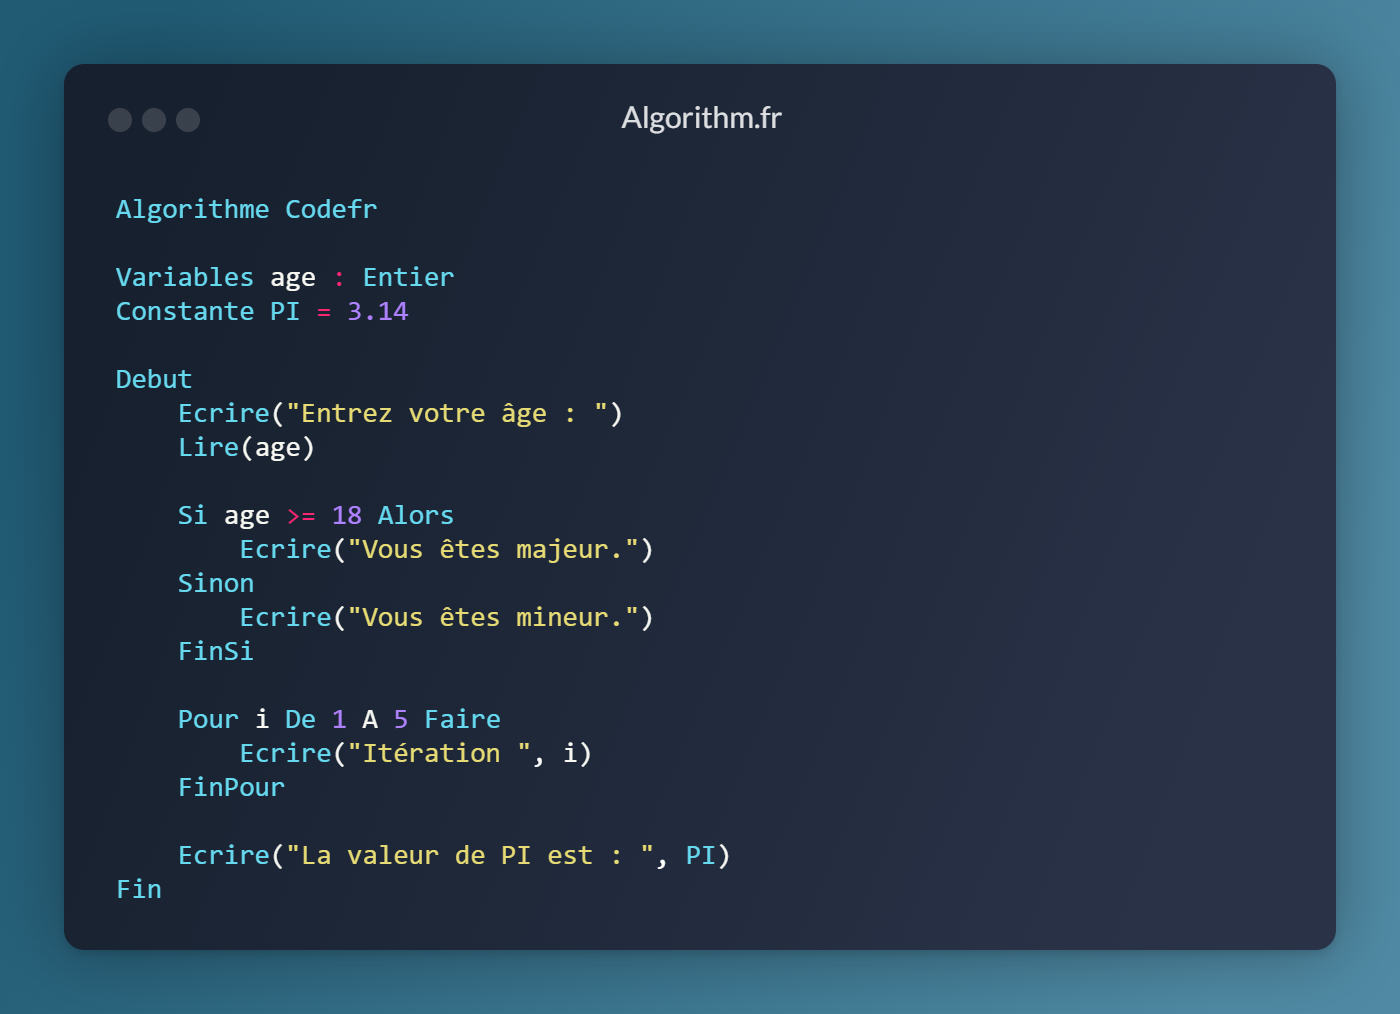 Algorithm.fr
Algorithme Codefr
Variables age : Entier
Constante PI = 3.14
Debut
Ecrire("Entrez votre âge : ")
Lire(age)
Si age >= 18 Alors
Ecrire("Vous êtes majeur.")
Sinon
Ecrire("Vous êtes mineur.")
FinSi
Pour i De 1 A 5 Faire
Ecrire("Itération ", i)
FinPour
Ecrire("La valeur de PI est : ", PI)
Fin